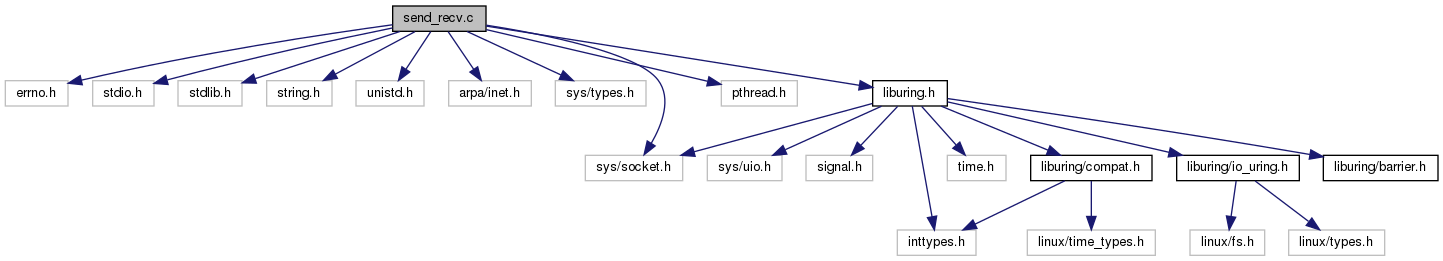 send_recv.c
errno.h
stdio.h
stdlib.h
string.h
unistd.h
arpa/inet.h
sys/types.h
pthread.h
liburing.h
sys/socket.h
sys/uio.h
signal.h
time.h
liburing/compat.h
liburing/io_uring.h
liburing/barrier.h
inttypes.h
linux/time_types.h
linux/fs.h
linux/types.h